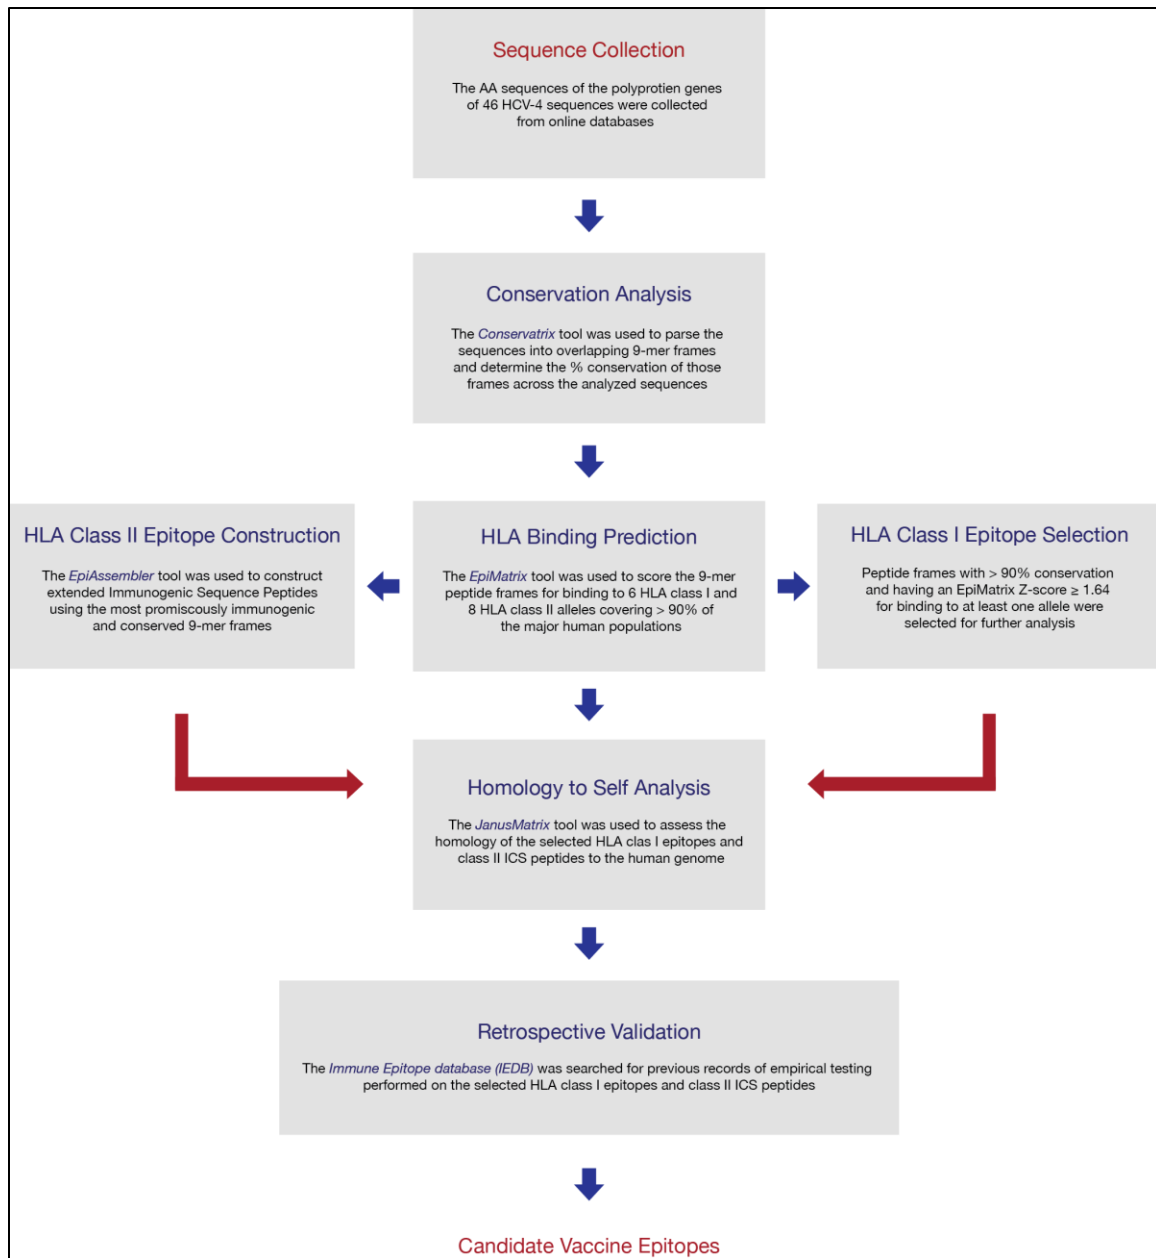 Sequence Collection
The AA sequences of the polyprotien genes
of 46 HCV-4 sequences were collected
from online databases
Conservation Analysis
The Conservatrix tool was used to parse the
sequences into overlapping 9-mer frames
and determine the % conservation of those
frames across the analyzed sequences
HLA Class II Epitope Construction
The EpiAssembler tool was used to construct
extended Immunogenic Sequence Peptides
using the most promiscously immunogenic
and conserved 9-mer frames
HLA Binding Prediction
The EpiMatrix tool was used to score the 9-mer
peptide frames for binding to 6 HLA class I and
8 HLA class II alleles covering > 90% of
the major human populations
HLA Class I Epitope Selection
Peptide frames with > 90% conservation
and having an EpiMatrix Z-score ≥ 1.64
for binding to at least one allele were
selected for further analysis
Homology to Self Analysis
The JanusMatrix tool was used to assess the
homology of the selected HLA clas I epitopes and
class II ICS peptides to the human genome
Retrospective Validation
The Immune Epitope database (IEDB) was searched for previous records of empirical testing
performed on the selected HLA class I epitopes and class II ICS peptides
Candidate Vaccine Epitopes